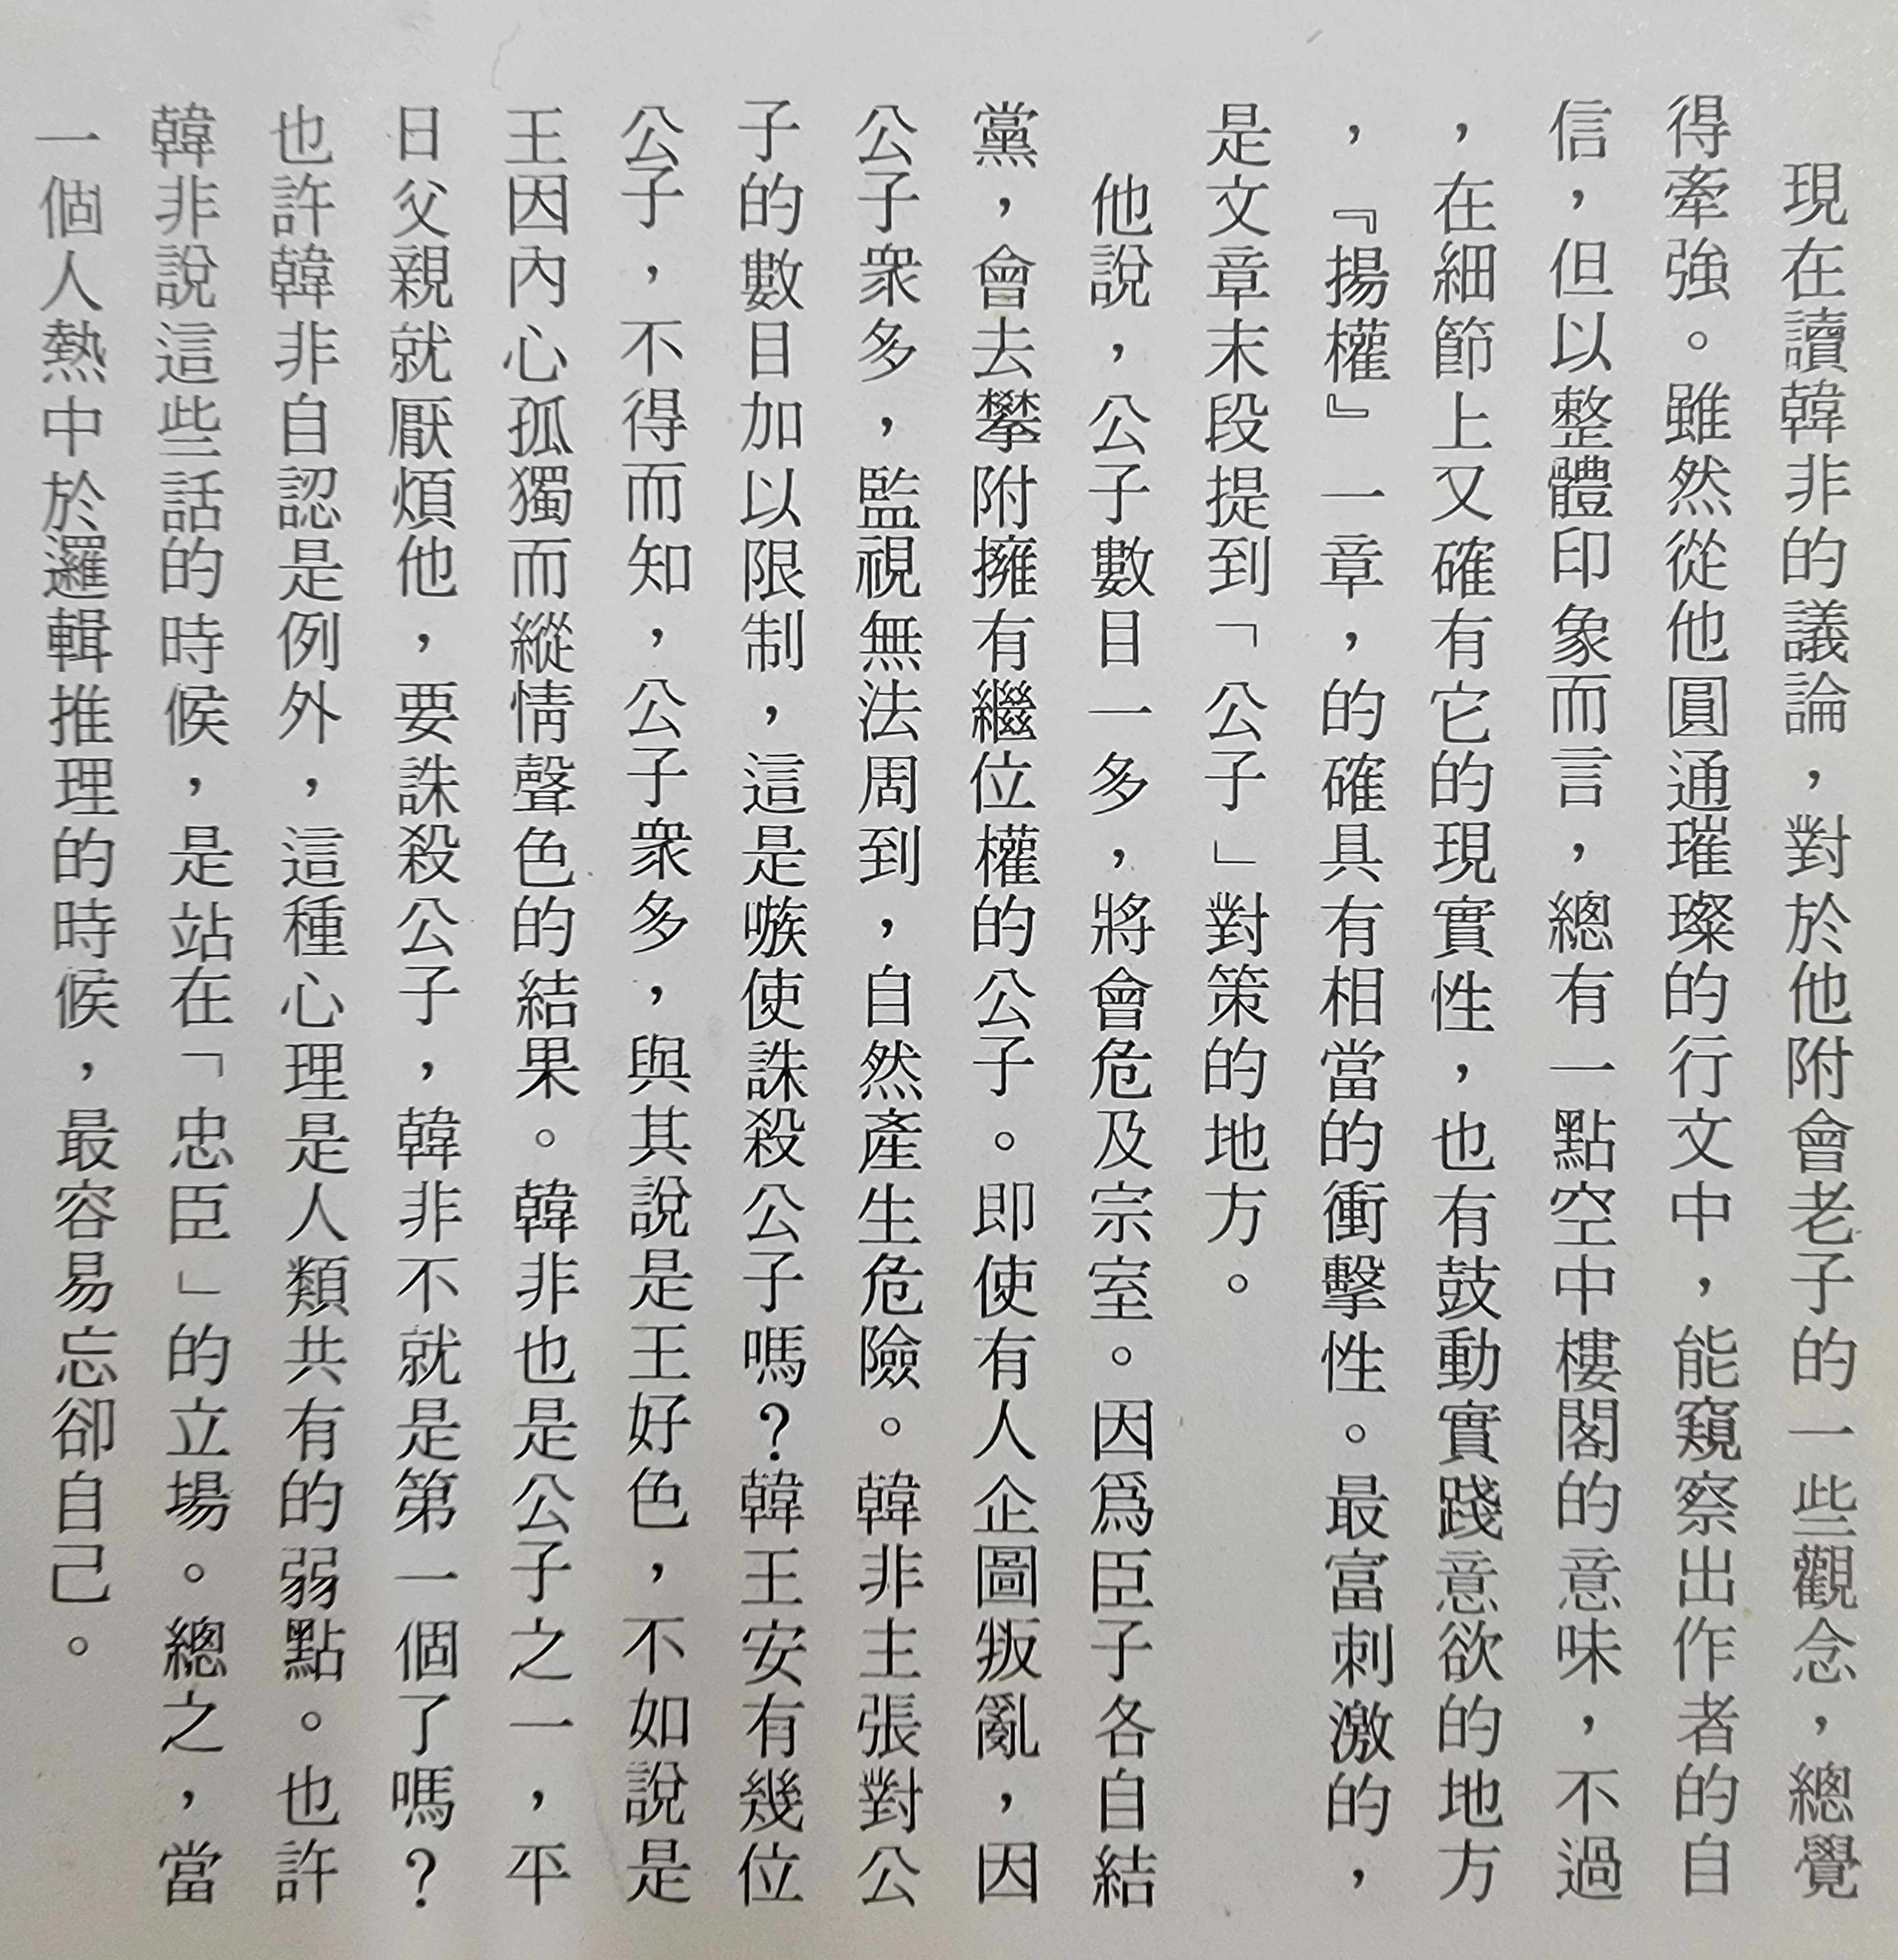 現在讀韓非的議論，對於他附會老子的一些觀念，總覺
得牽強。雖然從他圓通璀璨的行文中，能窺察出作者的自
信，但以整體印象而言，總有一點空中樓閣的意味，不過
，在細節上又確有它的現實性，也有鼓動實踐意欲的地方
，『揚權』一章，的確具有相當的衝擊性。最富刺激的，
是文章末段提到「公子」對策的地方。
他說，公子數目一多，將會危及宗室。因爲臣子各自結
黨，會去攀附擁有繼位權的公子。即使有人企圖叛亂，因
公子衆多，監視無法周到，自然產生危險。韓非主張對公
子的數目加以限制，這是嗾使誅殺公子嗎？韓王安有幾位
公子，不得而知，公子衆多，與其說是王好色，不如說是
王因內心孤獨而縱情聲色的結果。韓非也是公子之一，平
日父親就厭煩他，要誅殺公子，韓非不就是第一個了嗎？
也許韓非自認是例外，這種心理是人類共有的弱點。也許
韓非說這些話的時候，是站在「忠臣」的立場。總之，當
一個人熱中於邏輯推理的時候，最容易忘卻自己。